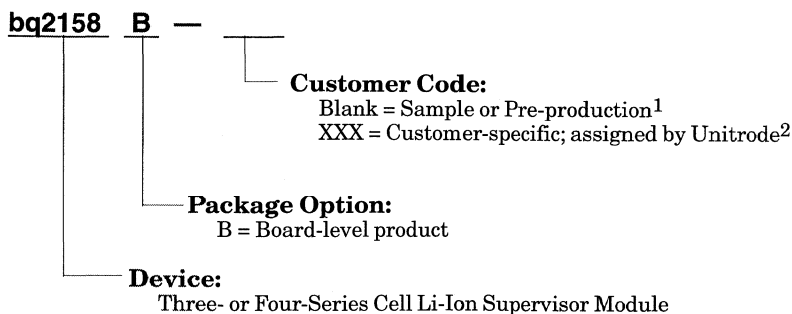 bq2158 B —
Customer Code:
Blank = Sample or Pre-production1
XXX = Customer-specific; assigned by Unitrode2
Package Option:
B = Board-level product
Device:
Three- or Four-Series Cell Li-Ion Supervisor Module